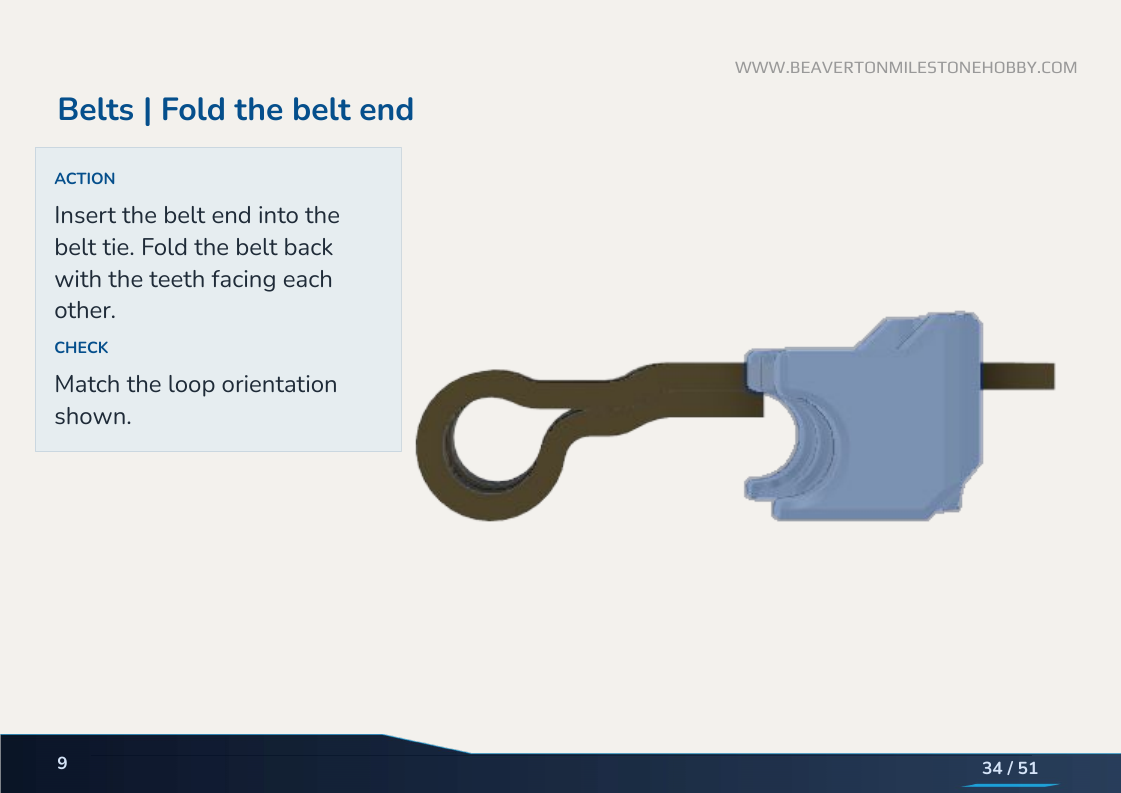 WWW.BEAVERTONMILESTONEHOBBY.COM
Belts | Fold the belt end
ACTION
Insert the belt end into the
belt tie. Fold the belt back
with the teeth facing each
other.
CHECK
Match the loop orientation
shown.
9
34 / 51